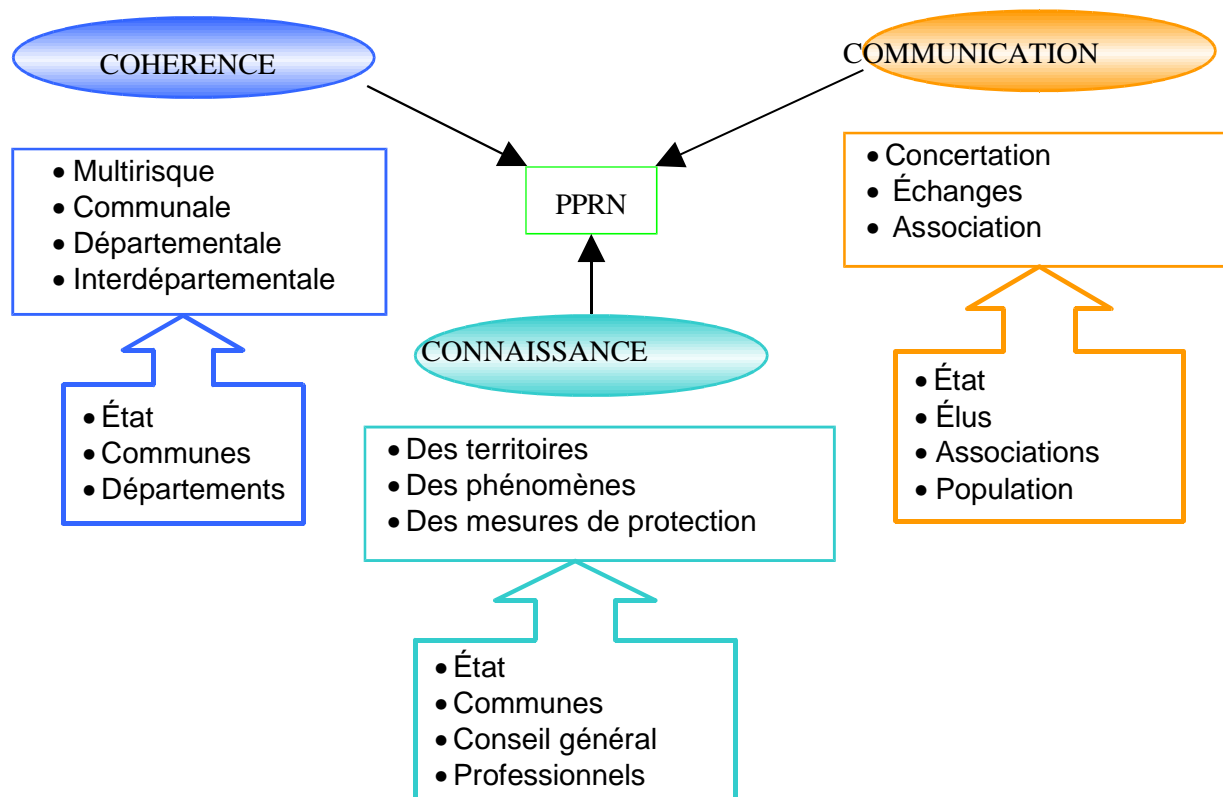 COHERENCE
• Multirisque
• Communale
• Départementale
• Interdépartementale
• État
• Communes
• Départements
PPRN
CONNAISSANCE
• Des territoires
• Des phénomènes
• Des mesures de protection
• État
• Communes
• Conseil général
• Professionnels
COMMUNICATION
• Concertation
• Échanges
• Association
• État
• Élus
• Associations
• Population